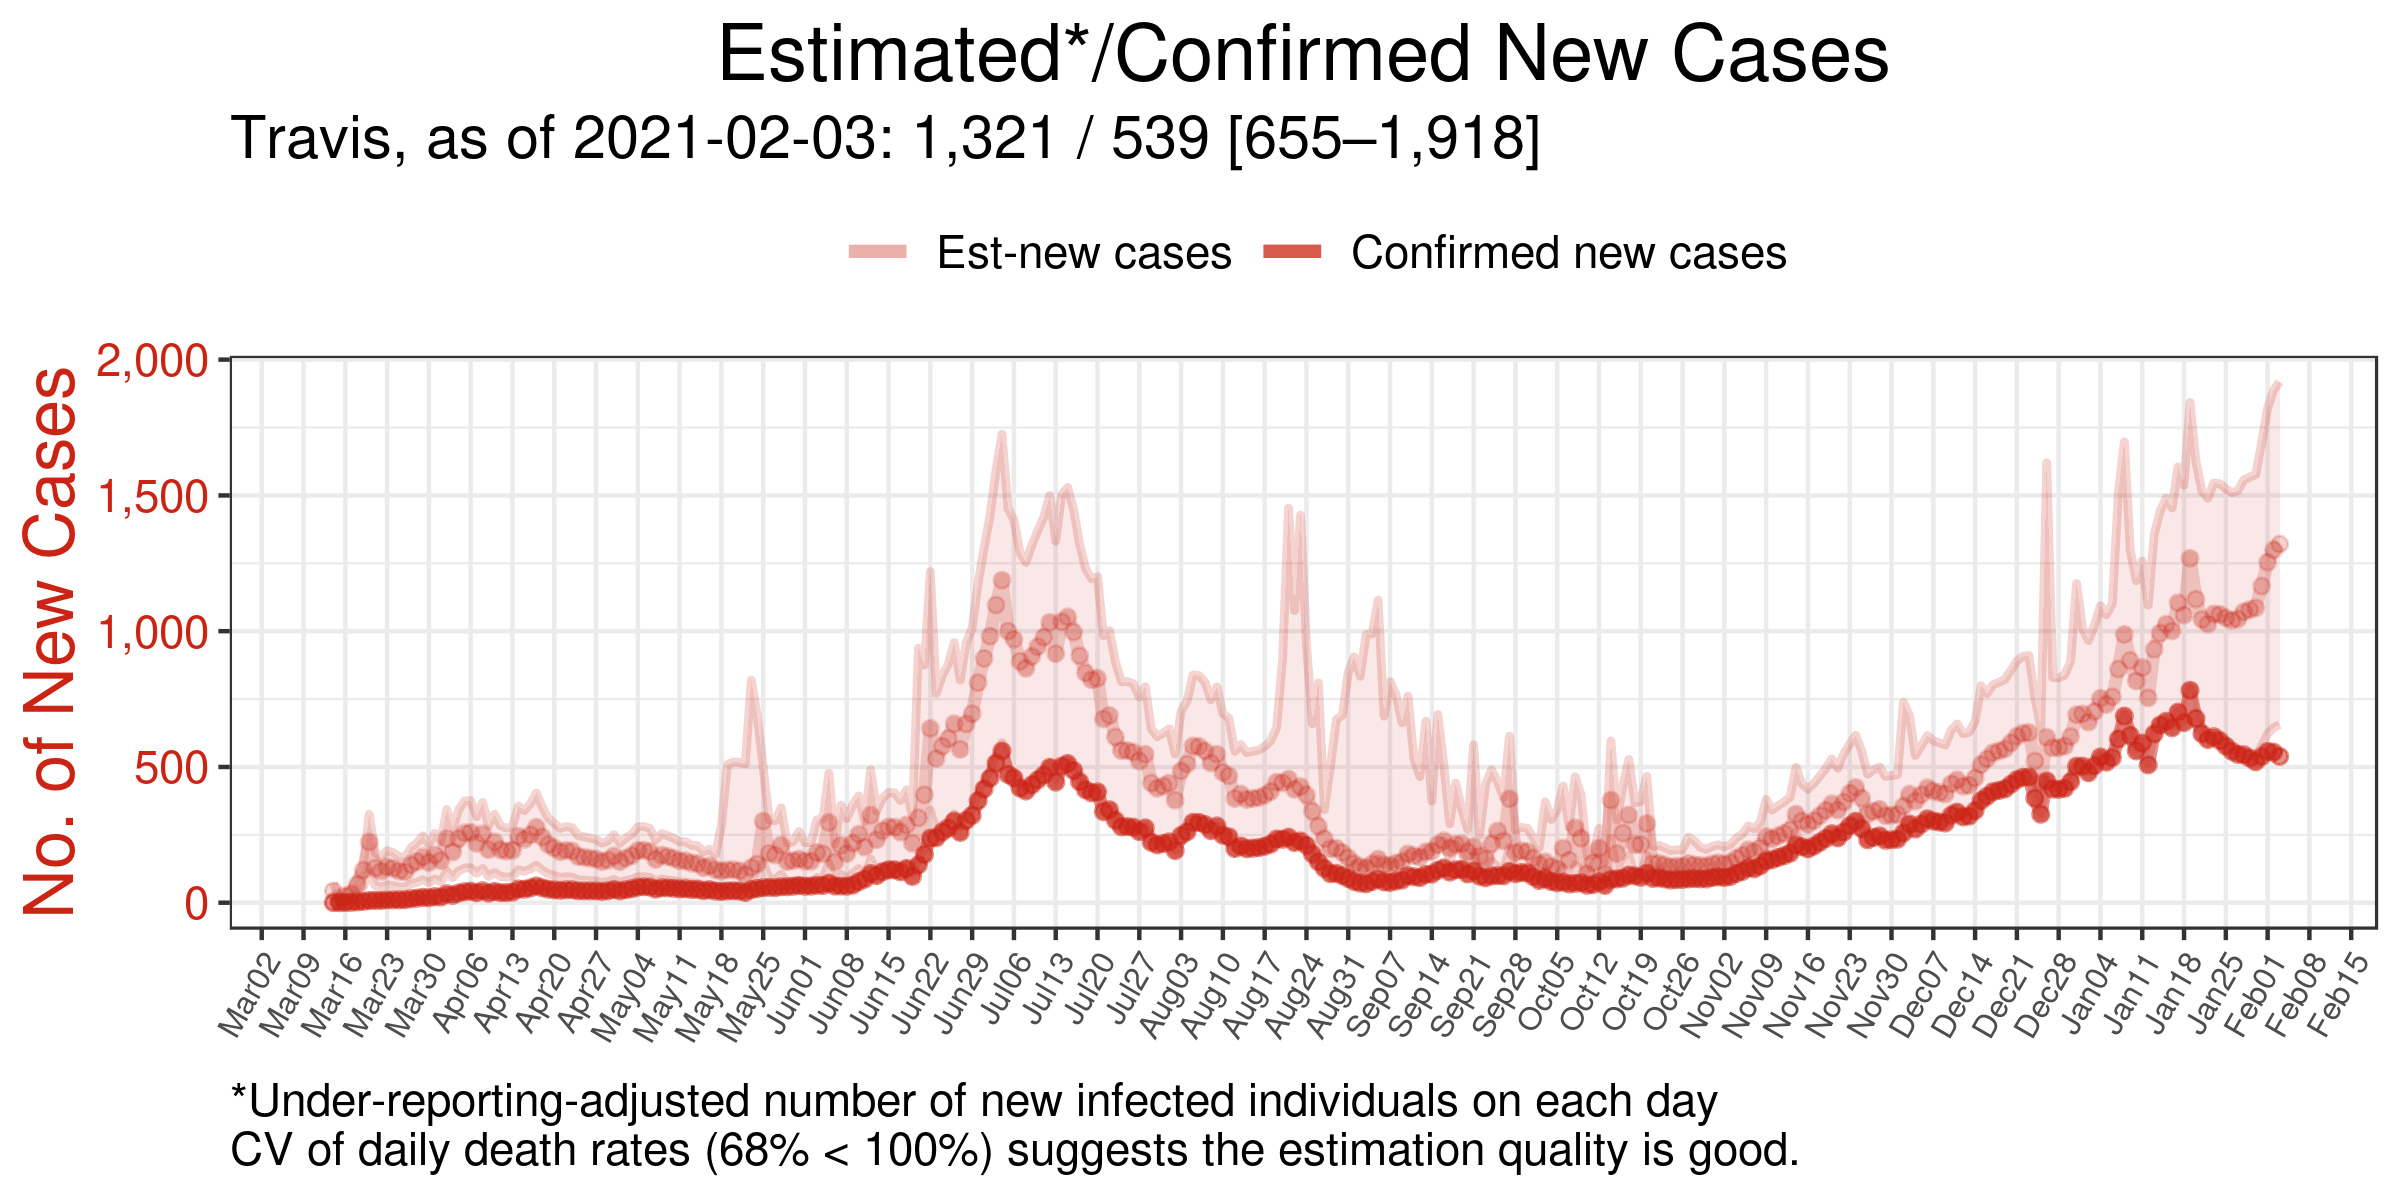 Estimated*/Confirmed New Cases
Travis, as of 2021-02-03: 1,321 / 539 [655–1,918]
Est-new cases
Confirmed new cases
No. of New Cases
2,000
1,500
1,000
500
0
Mar02
Mar09
Mar16
Mar23
Mar30
Apr06
Apr13
Apr20
Apr27
May04
May11
May18
May25
Jun01
Jun08
Jun15
Jun22
Jun29
Jul06
Jul13
Jul20
Jul27
Aug03
Aug10
Aug17
Aug24
Aug31
Sep07
Sep14
Sep21
Sep28
Oct05
Oct12
Oct19
Oct26
Nov02
Nov09
Nov16
Nov23
Nov30
Dec07
Dec14
Dec21
Dec28
Jan04
Jan11
Jan18
Jan25
Feb01
Feb08
Feb15
*Under-reporting-adjusted number of new infected individuals on each day
CV of daily death rates (68% < 100%) suggests the estimation quality is good.